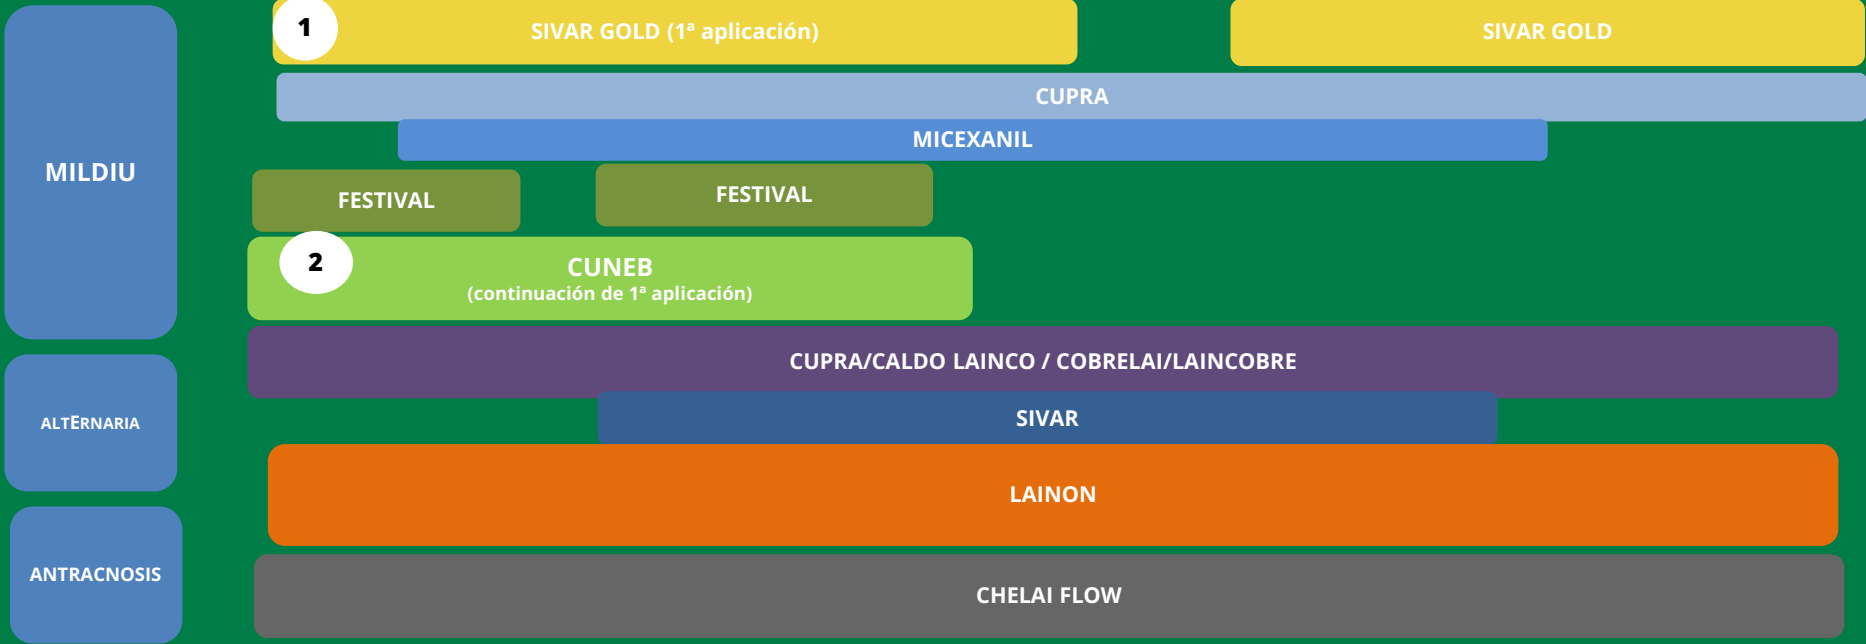 1
SIVAR GOLD (1ª aplicación)
SIVAR GOLD
CUPRA
MICEXANIL
MILDIU
FESTIVAL
FESTIVAL
2
CUNEB
(continuación de 1ª aplicación)
CUPRA/CALDO LAINCO / COBRELAI/LAINCOBRE
ALTERNARIA
SIVAR
LAINON
ANTRACNOSIS
CHELAI FLOW